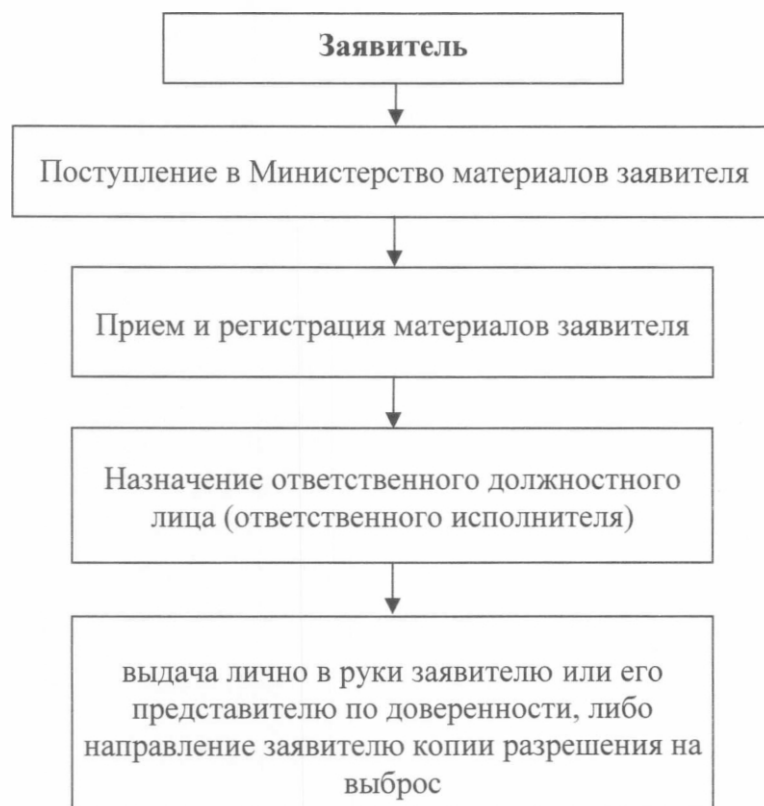 Заявитель
Поступление в Министерство материалов заявителя
Прием и регистрация материалов заявителя
Назначение ответственного должностного
лица (ответственного исполнителя)
выдача лично в руки заявителю или его
представителю по доверенности, либо
направление заявителю копии разрешения на
выброс